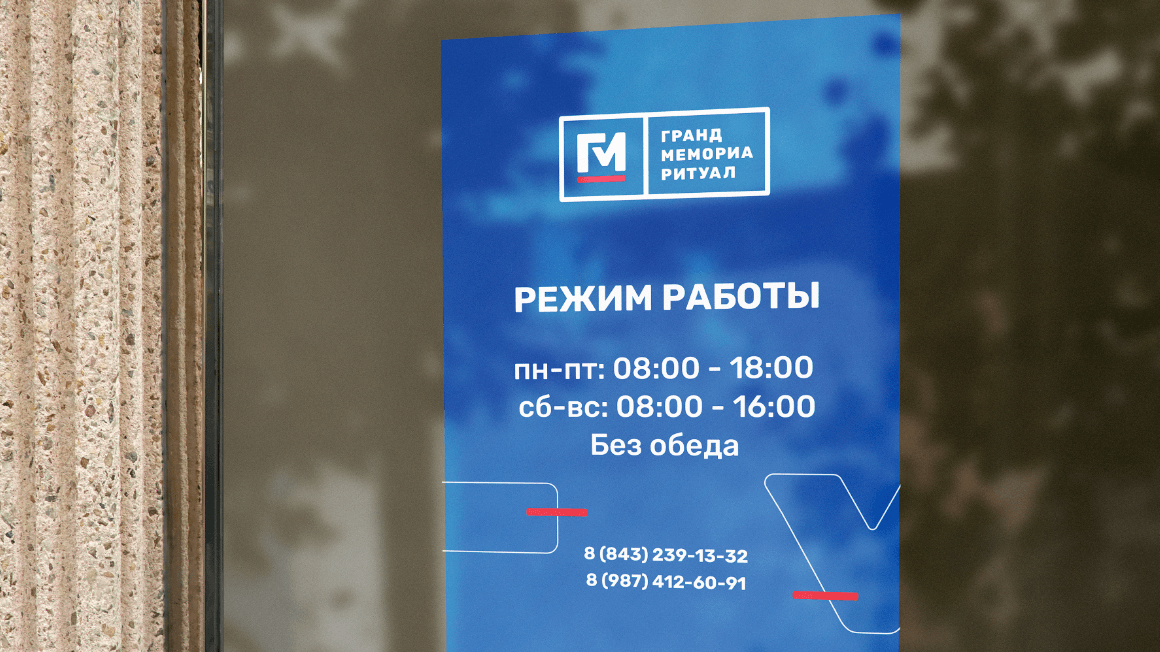 ГМ
ГРАНД
МЕМОРИА
РИТУАЛ
РЕЖИМ РАБОТЫ
пн-пт: 08:00 - 18:00
сб-вс: 08:00 - 16:00
Без обеда
8 (843) 239-13-32
8 (987) 412-60-91